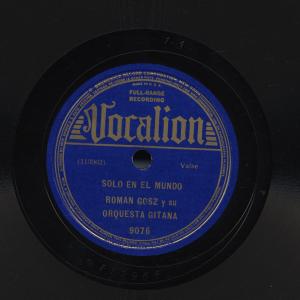 FULL-RANGE
RECORDING
Vocalion
Valse
SOLO EN EL MUNDO
ROMAN GOSZ y su
ORQUESTA GITANA
9076